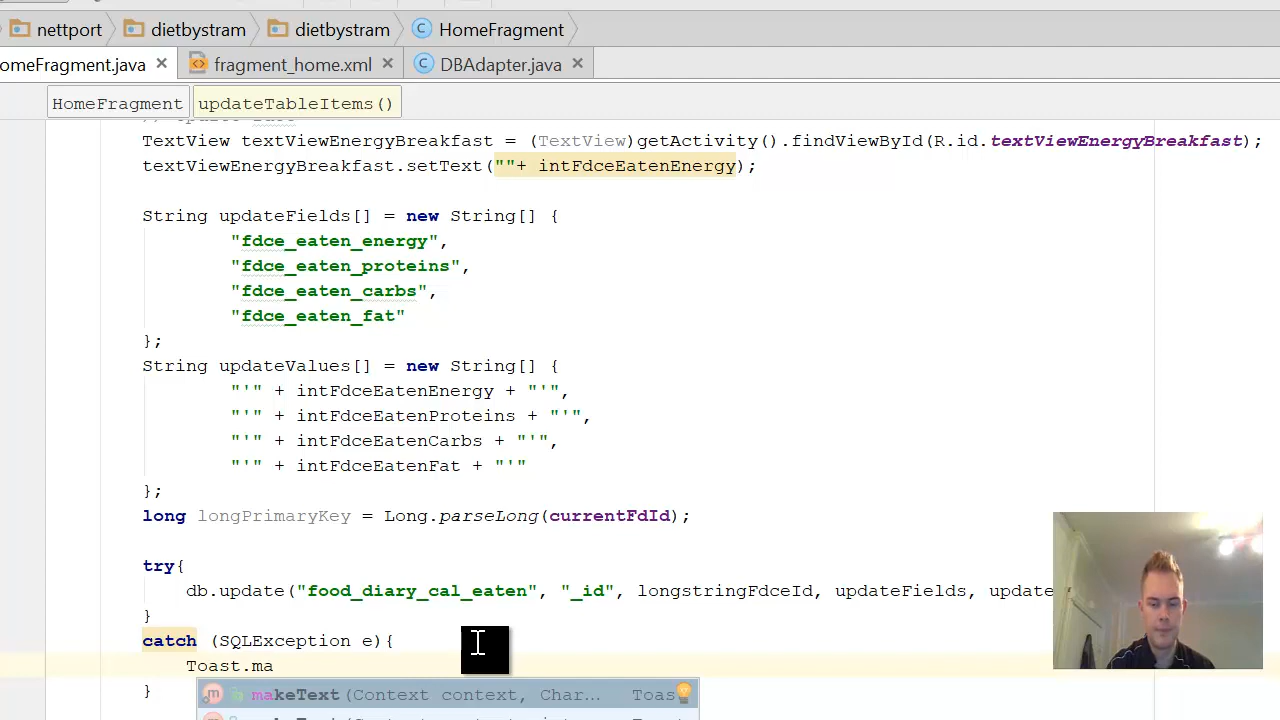 nettport dietbystram dietbystram HomeFragment
omeFragment.java fragment_home.xml DBAdapter.java
HomeFragment updateTableItems()
TextView textViewEnergyBreakfast = (TextView)getActivity().findViewById(R.id.textViewEnergyBreakfast);
textViewEnergyBreakfast.setText(""+ intFdceEatenEnergy);
String updateFields[] = new String[] {
"fdce_eaten_energy",
"fdce_eaten_proteins",
"fdce_eaten_carbs",
"fdce_eaten_fat"
};
String updateValues[] = new String[] {
"'" + intFdceEatenEnergy + "'",
"'" + intFdceEatenProteins + "'",
"'" + intFdceEatenCarbs + "'",
"'" + intFdceEatenFat + "'"
};
long longPrimaryKey = Long.parseLong(currentFdId);
try{
db.update("food_diary_cal_eaten", "_id", longstringFdceId, updateFields, update
}
catch (SQLException e){
Toast.ma
} makeText(Context context, Char... Toas